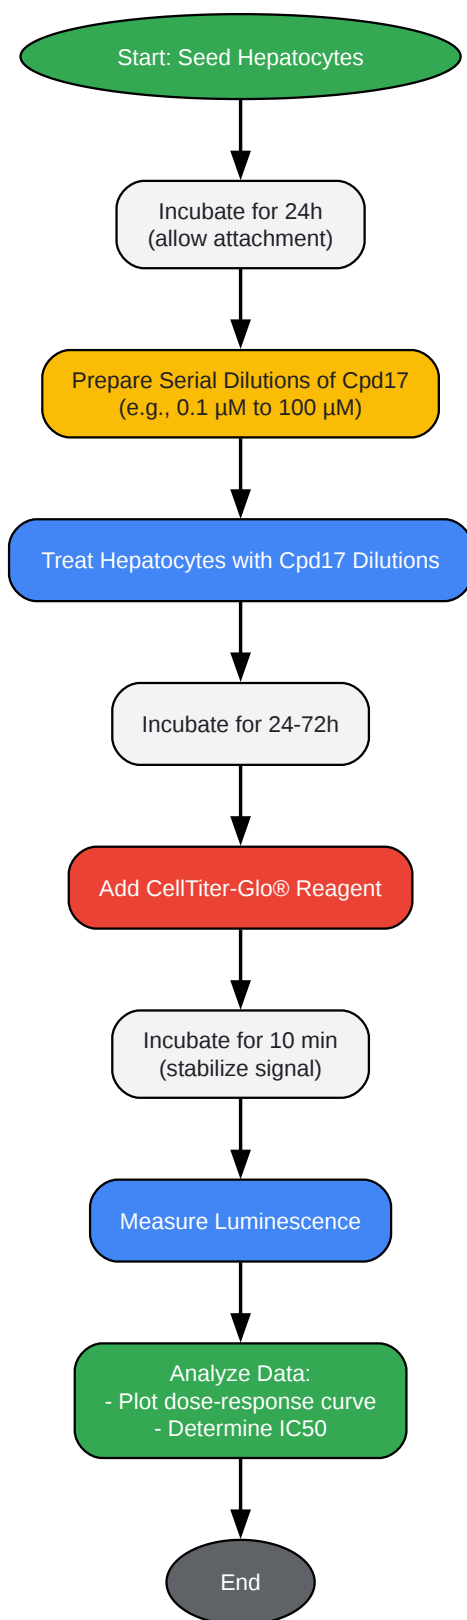 Start: Seed Hepatocytes
Incubate for 24h
(allow attachment)
Prepare Serial Dilutions of Cpd17
(e.g., 0.1 µM to 100 µM)
Treat Hepatocytes with Cpd17 Dilutions
Incubate for 24-72h
Add CellTiter-Glo® Reagent
Incubate for 10 min
(stabilize signal)
Measure Luminescence
Analyze Data:
- Plot dose-response curve
- Determine IC50
End